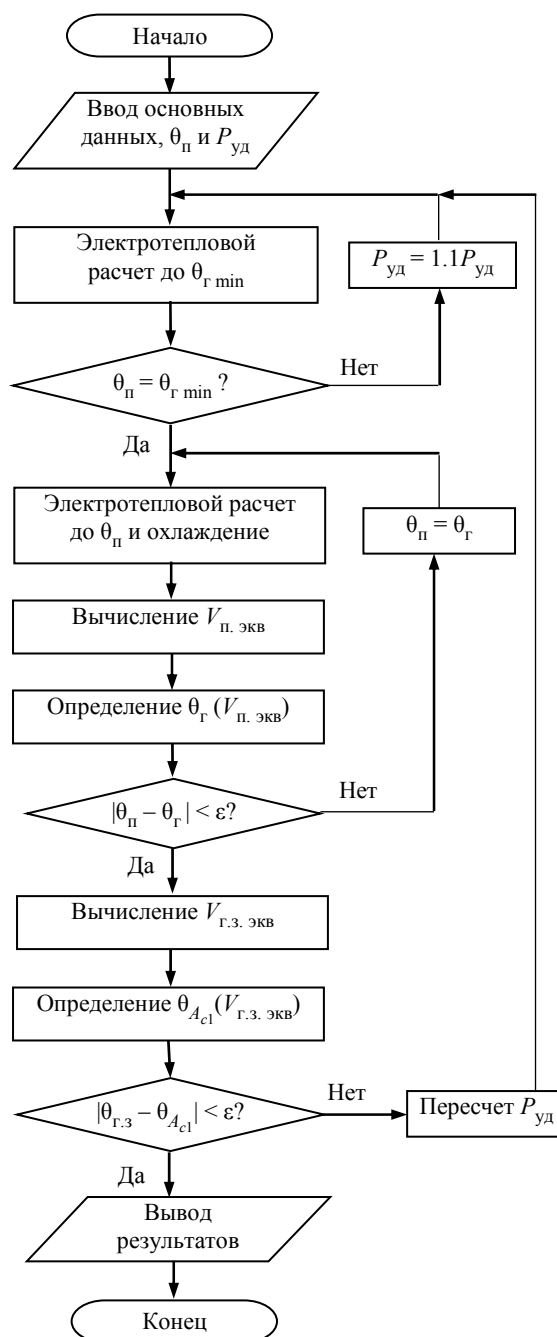 Начало
Ввод основных
данных, θп и Pуд
Электротепловой
расчет до θг min
Pуд = 1.1Pуд
θп = θг min ?
Нет
Да
Электротепловой расчет
до θп и охлаждение
θп = θг
Вычисление Vп. экв
Определение θг (Vп. экв)
|θп – θг | < ε?
Нет
Да
Вычисление Vг.з. экв
Определение θAc1(Vг.з. экв)
|θг.з – θAc1| < ε?
Нет
Пересчет Pуд
Да
Вывод
результатов
Конец